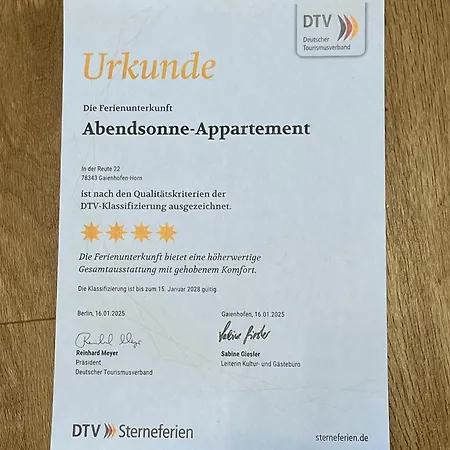 DTV
Deutscher
Tourismusverband
Urkunde
Die Ferienunterkunft
Abendsonne-Appartement
In der Reute 22
78343 Gaienhofen-Horn
ist nach den Qualitätskriterien der
DTV-Klassifizierung ausgezeichnet.
Die Ferienunterkunft bietet eine höherwertige
Gesamtausstattung mit gehobenem Komfort.
Die Klassifizierung ist bis zum 15. Januar 2028 gültig.
Berlin, 16.01.2025
Gaienhofen, 16.01.2025
Reinhard Meyer
Präsident
Deutscher Tourismusverband
Sabine Giesler
Leiterin Kultur- und Gästebüro
DTV Sterneferien
sterneferien.de